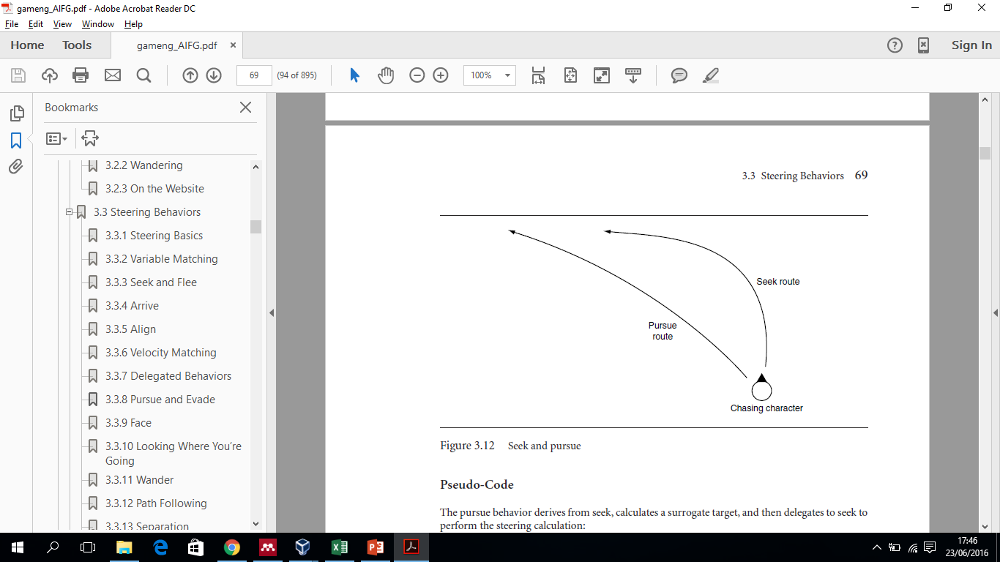 gameng_AIFG.pdf - Adobe Acrobat Reader DC
File Edit View Window Help
Home Tools gameng_AIFG.pdf × Sign In
69 (94 of 895) 100%
Bookmarks
3.2.2 Wandering
3.2.3 On the Website
3.3 Steering Behaviors
3.3.1 Steering Basics
3.3.2 Variable Matching
3.3.3 Seek and Flee
3.3.4 Arrive
3.3.5 Align
3.3.6 Velocity Matching
3.3.7 Delegated Behaviors
3.3.8 Pursue and Evade
3.3.9 Face
3.3.10 Looking Where You're
Going
3.3.11 Wander
3.3.12 Path Following
3.3.13 Separation
3.3 Steering Behaviors 69
Seek route
Pursue
route
Chasing character
Figure 3.12 Seek and pursue
Pseudo-Code
The pursue behavior derives from seek, calculates a surrogate target, and then delegates to seek to
perform the steering calculation:
17:46
23/06/2016